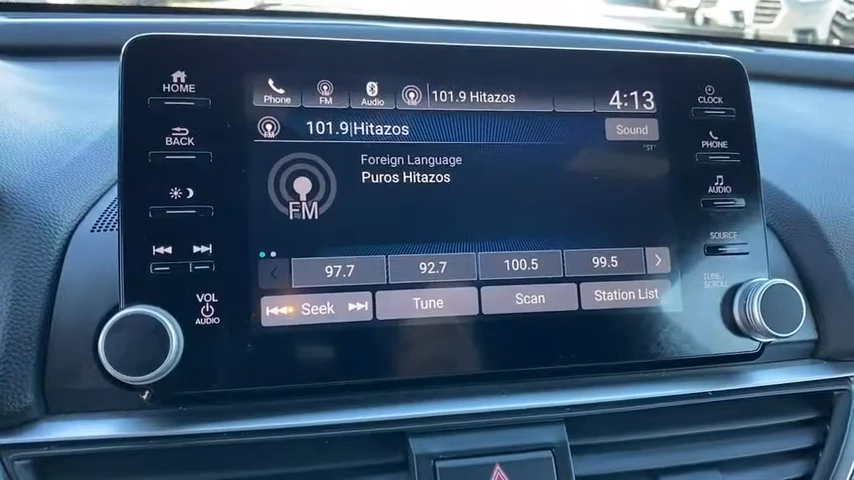 HOME
BACK
VOL
AUDIO
Phone
FM
Audio
101.9 Hitazos
4:13
FM
101.9|Hitazos
Sound
"ST"
Foreign Language
Puros Hitazos
FM
97.7
92.7
100.5
99.5
Seek
Tune
Scan
Station List
CLOCK
PHONE
AUDIO
SOURCE
TUNE/
SCROLL